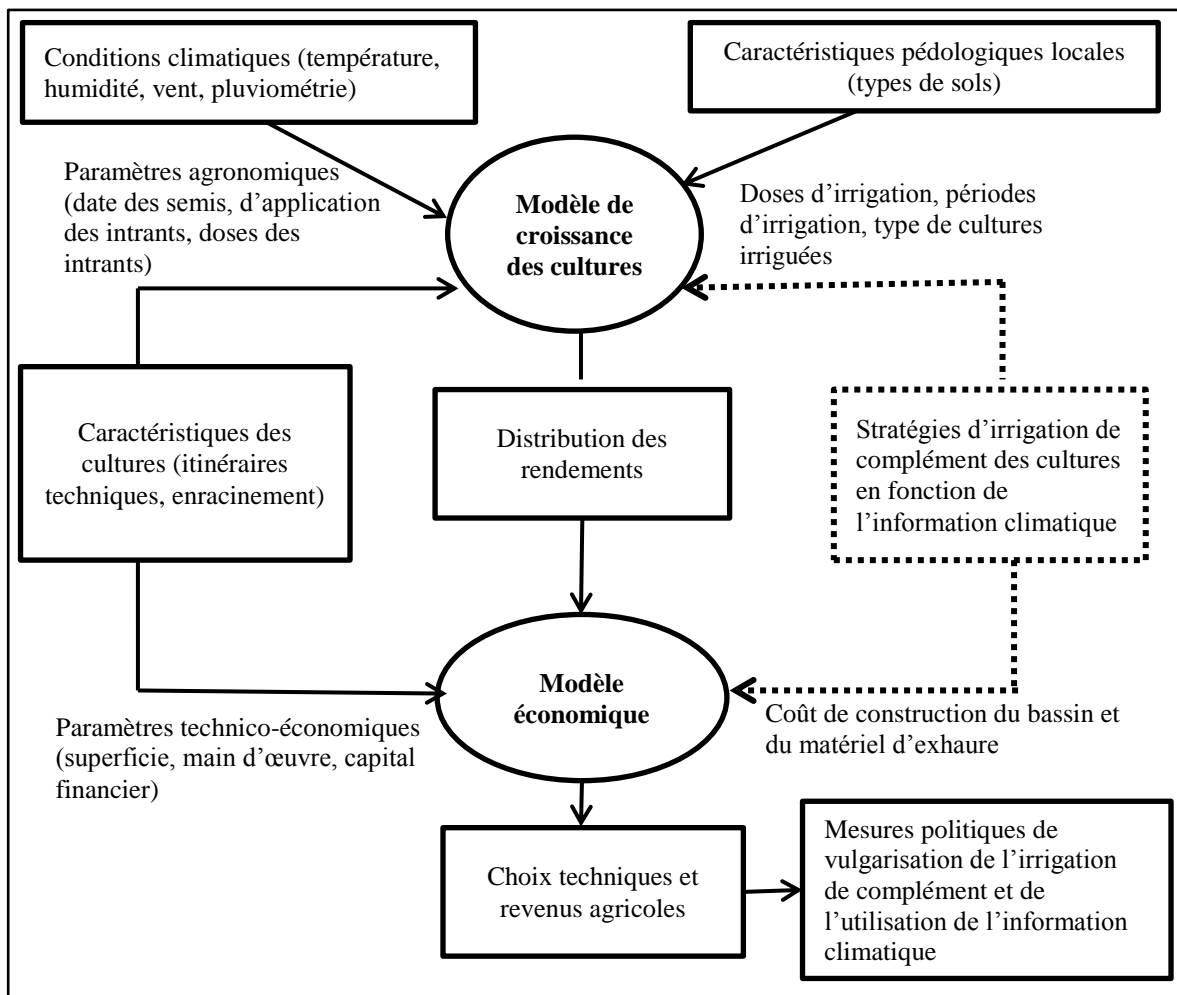 Conditions climatiques (température,
humidité, vent, pluviométrie)
Caractéristiques pédologiques locales
(types de sols)
Paramètres agronomiques
(date des semis, d’application
des intrants, doses des
intrants)
Modèle de
croissance
des cultures
Doses d’irrigation, périodes
d’irrigation, type de cultures
irriguées
Caractéristiques des
cultures (itinéraires
techniques, enracinement)
Distribution des
rendements
Stratégies d’irrigation de
complément des cultures
en fonction de
l’information climatique
Modèle
économique
Paramètres technico-économiques
(superficie, main d’œuvre, capital
financier)
Coût de construction du bassin et
du matériel d’exhaure
Choix techniques et
revenus agricoles
Mesures politiques de
vulgarisation de l’irrigation
de complément et de
l’utilisation de l’information
climatique